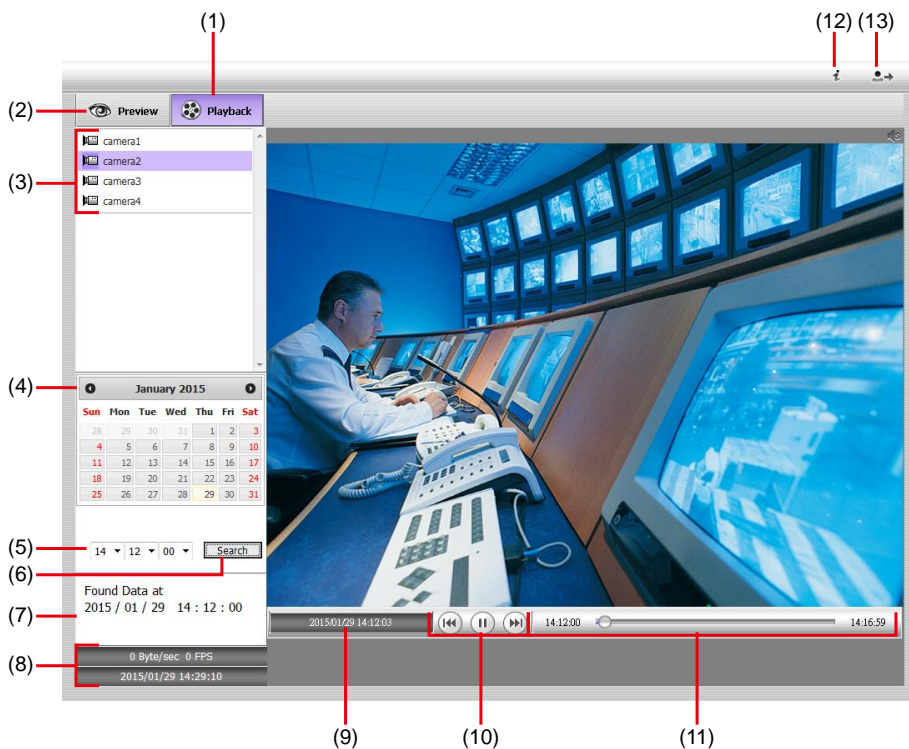 (1)
(12) (13)
i
(2)
Preview
Playback
(3)
camera1
camera2
camera3
camera4
(4)
January 2015
Sun Mon Tue Wed Thu Fri Sat
28 29 30 31 1 2 3
4 5 6 7 8 9 10
11 12 13 14 15 16 17
18 19 20 21 22 23 24
25 26 27 28 29 30 31
(5)
14 12 00 Search
(6)
(7)
Found Data at
2015 / 01 / 29 14 : 12 : 00
2015/01/29 14:12:03
14:12:00
14:16:59
(8)
0 Byte/sec 0 FPS
2015/01/29 14:29:10
(9)
(10)
(11)